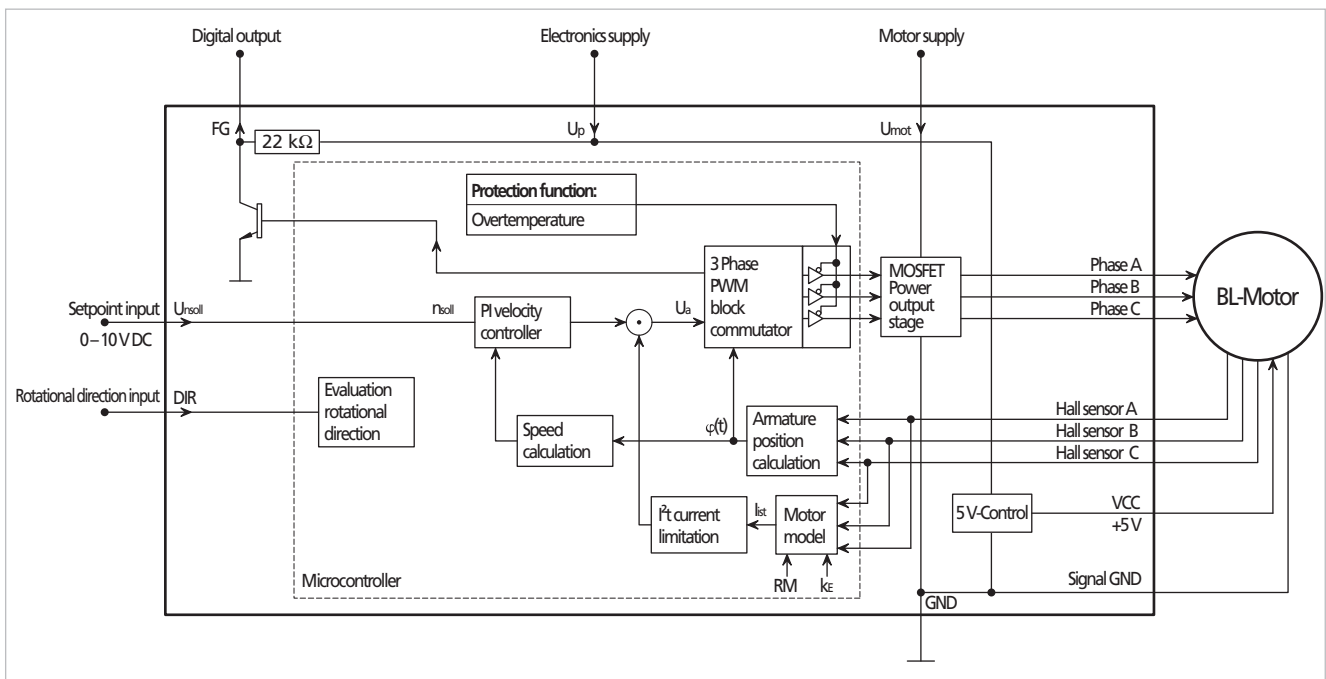 Digital output
Electronics supply
Motor supply
FG
22 kΩ
Up
Umot
Protection function:
Overtemperature
3 Phase
PWM
block
commutator
MOSFET
Power
output
stage
Phase A
Phase B
Phase C
BL-Motor
Setpoint input
0–10 V DC
Unsoll
nsoll
PI velocity
controller
Ua
Rotational direction input
DIR
Evaluation
rotational
direction
Speed
calculation
φ(t)
Armature
position
calculation
Hall sensor A
Hall sensor B
Hall sensor C
I²t current
limitation
Iist
Motor
model
RM
kE
5 V-Control
VCC
+5 V
Microcontroller
Signal GND
GND